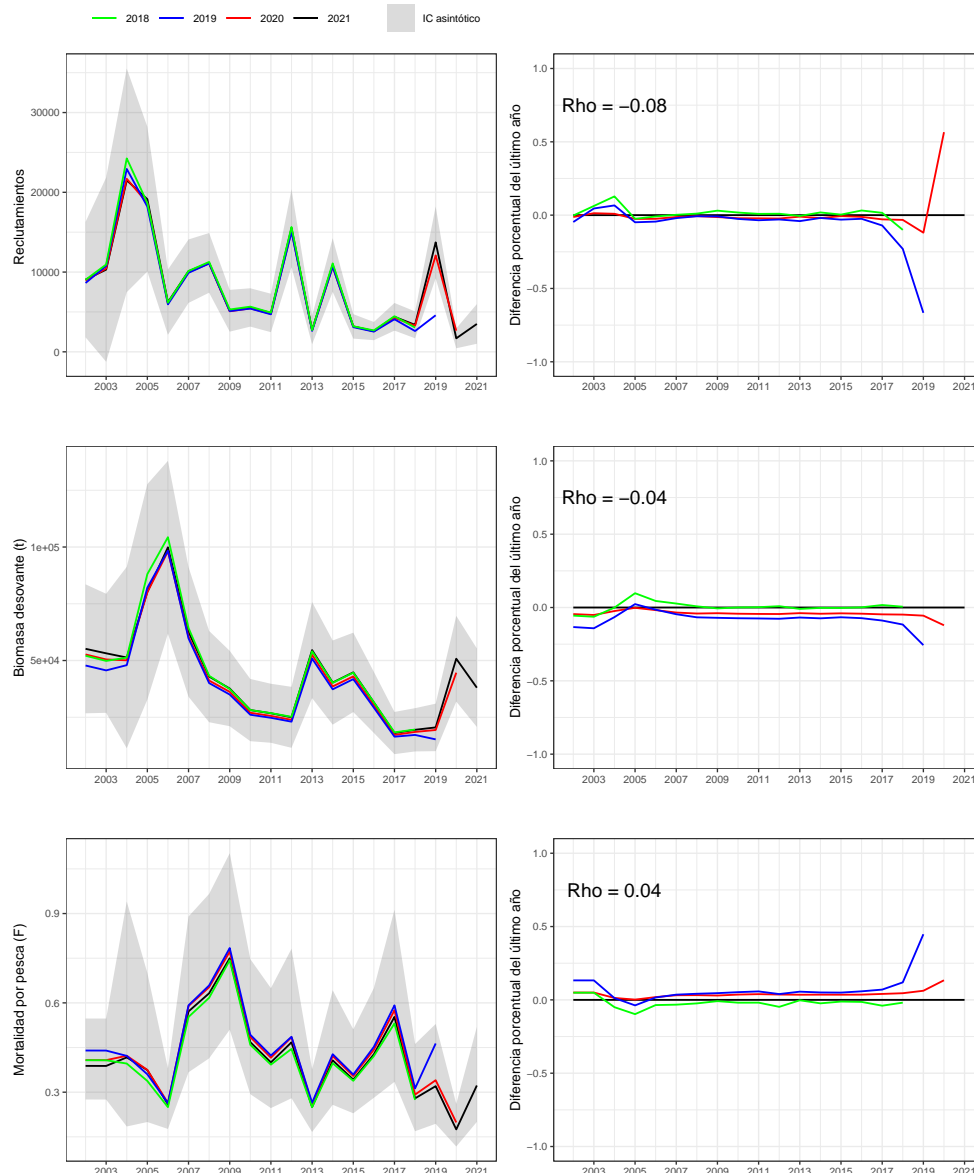 2018 2019 2020 2021 IC asintótico
Reclutamientos
30000
20000
10000
0
2003 2005 2007 2009 2011 2013 2015 2017 2019 2021
Diferencia porcentual del último año
Rho = −0.08
1.0
0.5
0.0
−0.5
−1.0
2003 2005 2007 2009 2011 2013 2015 2017 2019 2021
Biomasa desovante (t)
1e+05
5e+04
2003 2005 2007 2009 2011 2013 2015 2017 2019 2021
Diferencia porcentual del último año
Rho = −0.04
1.0
0.5
0.0
−0.5
−1.0
2003 2005 2007 2009 2011 2013 2015 2017 2019 2021
Mortalidad por pesca (F)
0.9
0.6
0.3
2003 2005 2007 2009 2011 2013 2015 2017 2019 2021
Diferencia porcentual del último año
Rho = 0.04
1.0
0.5
0.0
−0.5
−1.0
2003 2005 2007 2009 2011 2013 2015 2017 2019 2021